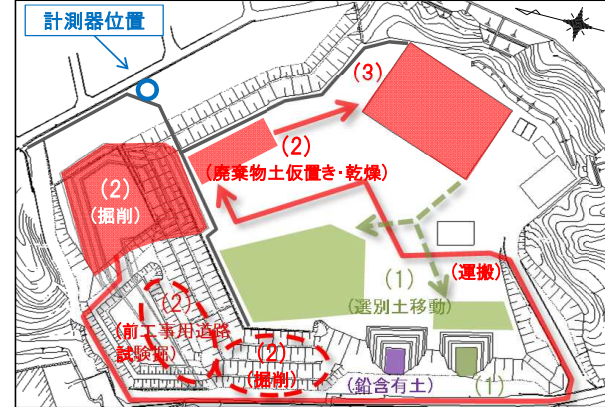 計測器位置
(3)
(2)
(廃棄物土仮置き・乾燥)
(2)
(掘削)
(1)
(選別土移動)
(運搬)
(2)
(前工事用道路
試験掘)
(2)
(掘削)
(鉛含有土)
(1)